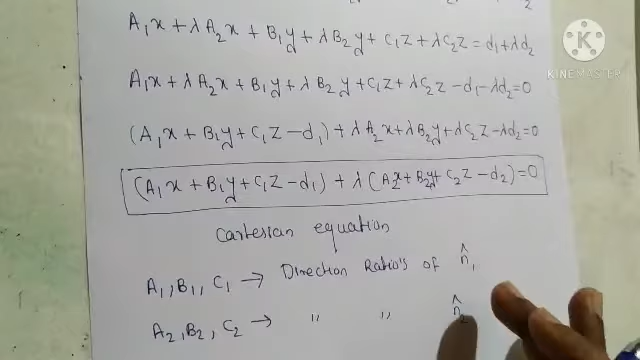 A₁x + λA₂x + B₁y + λB₂y + C₁z + λC₂z = d₁ + λd₂
A₁x + λA₂x + B₁y + λB₂y + C₁z + λC₂z - d₁ - λd₂ = 0
(A₁x + B₁y + C₁z - d₁) + λA₂x + λB₂y + λC₂z - λd₂ = 0
(A₁x + B₁y + C₁z - d₁) + λ(A₂x + B₂y + C₂z - d₂) = 0
Cartesian equation
A₁, B₁, C₁ → Direction Ratio's of n̂₁
A₂, B₂, C₂ → " " n̂₂
KINEMASTER